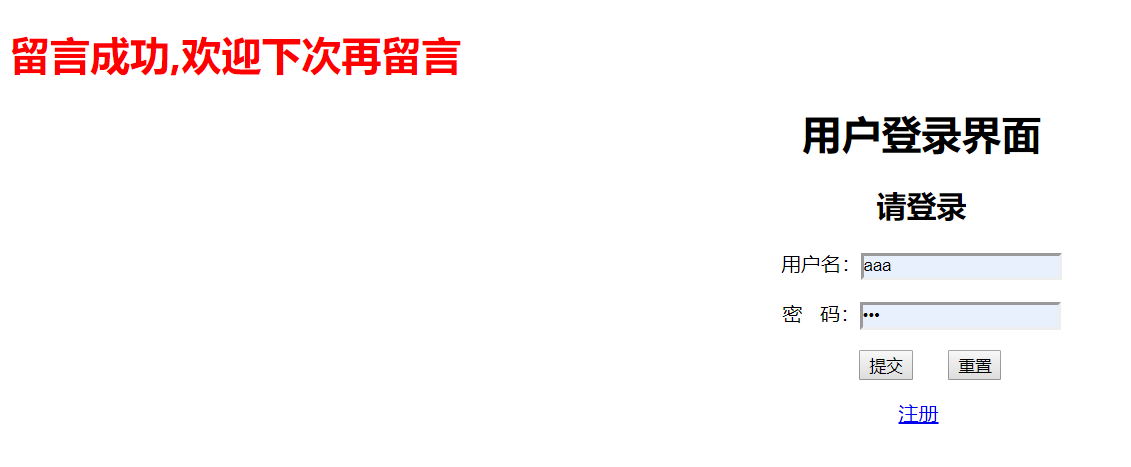 留言成功,欢迎下次再留言
用户登录界面
请登录
用户名：aaa
密 码：•••
提交 重置
注册